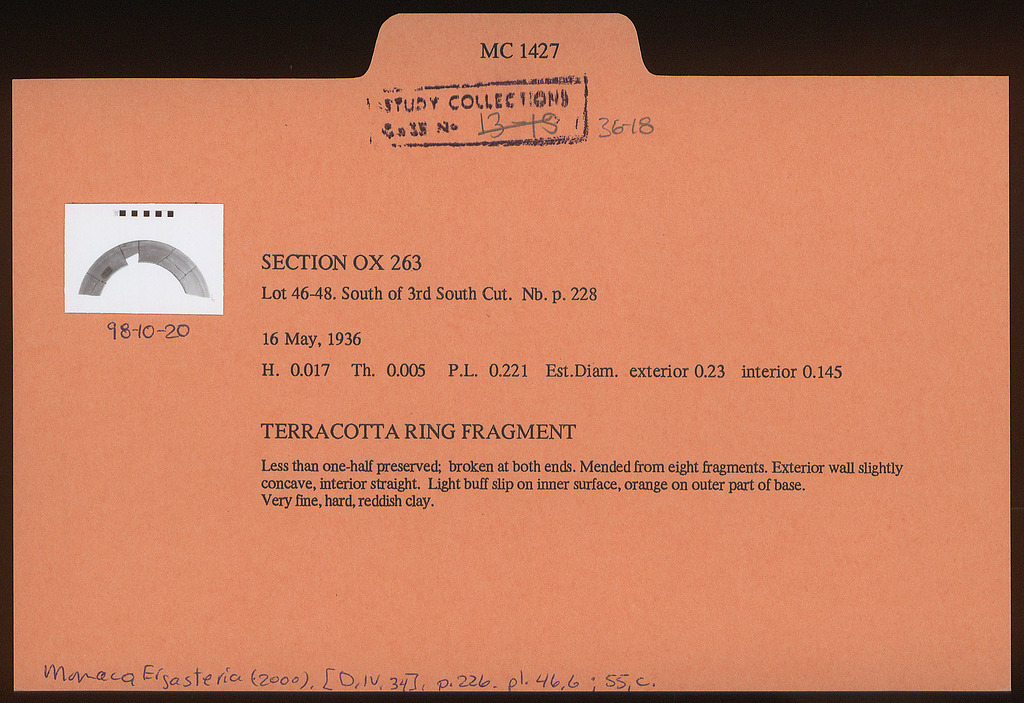 MC 1427
STUDY COLLECTIONS
Case No 13-18 36-18
SECTION OX 263
Lot 46-48. South of 3rd South Cut. Nb. p. 228
98-10-20
16 May, 1936
H. 0.017 Th. 0.005 P.L. 0.221 Est.Diam. exterior 0.23 interior 0.145
TERRACOTTA RING FRAGMENT
Less than one-half preserved; broken at both ends. Mended from eight fragments. Exterior wall slightly
concave, interior straight. Light buff slip on inner surface, orange on outer part of base.
Very fine, hard, reddish clay.
Monaca Ergasteria (2000), [D.IV. 34], p.226. pl. 46,6 ; 55,c.